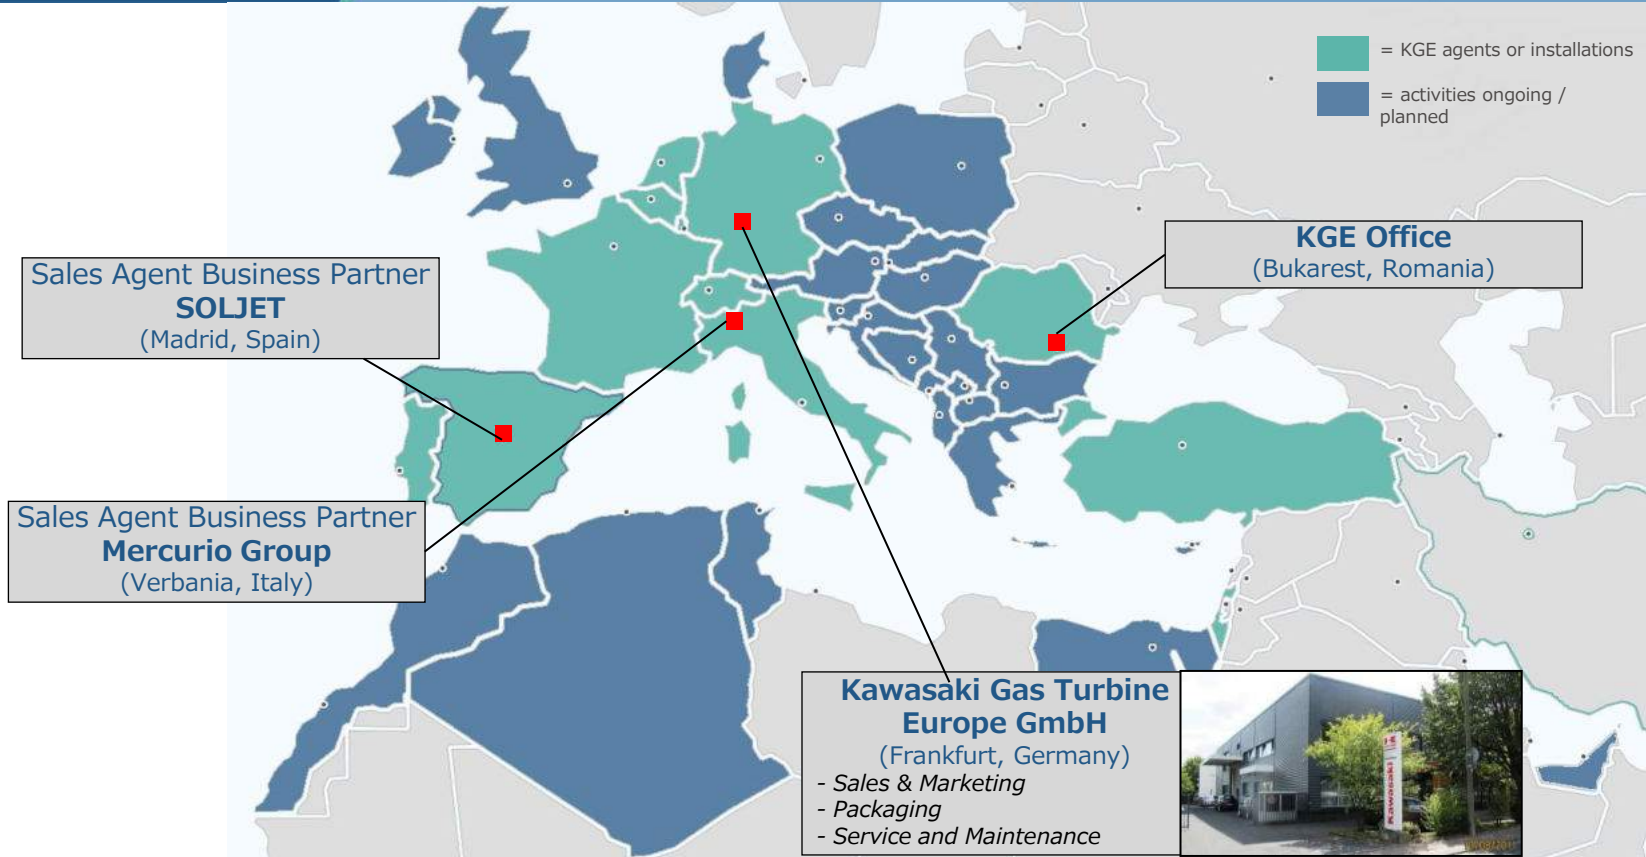 = KGE agents or installations
= activities ongoing /
planned
KGE Office
(Bukarest, Romania)
Sales Agent Business Partner
SOLJET
(Madrid, Spain)
Sales Agent Business Partner
Mercurio Group
(Verbania, Italy)
Kawasaki Gas Turbine
Europe GmbH
(Frankfurt, Germany)
- Sales & Marketing
- Packaging
- Service and Maintenance
Kawasaki